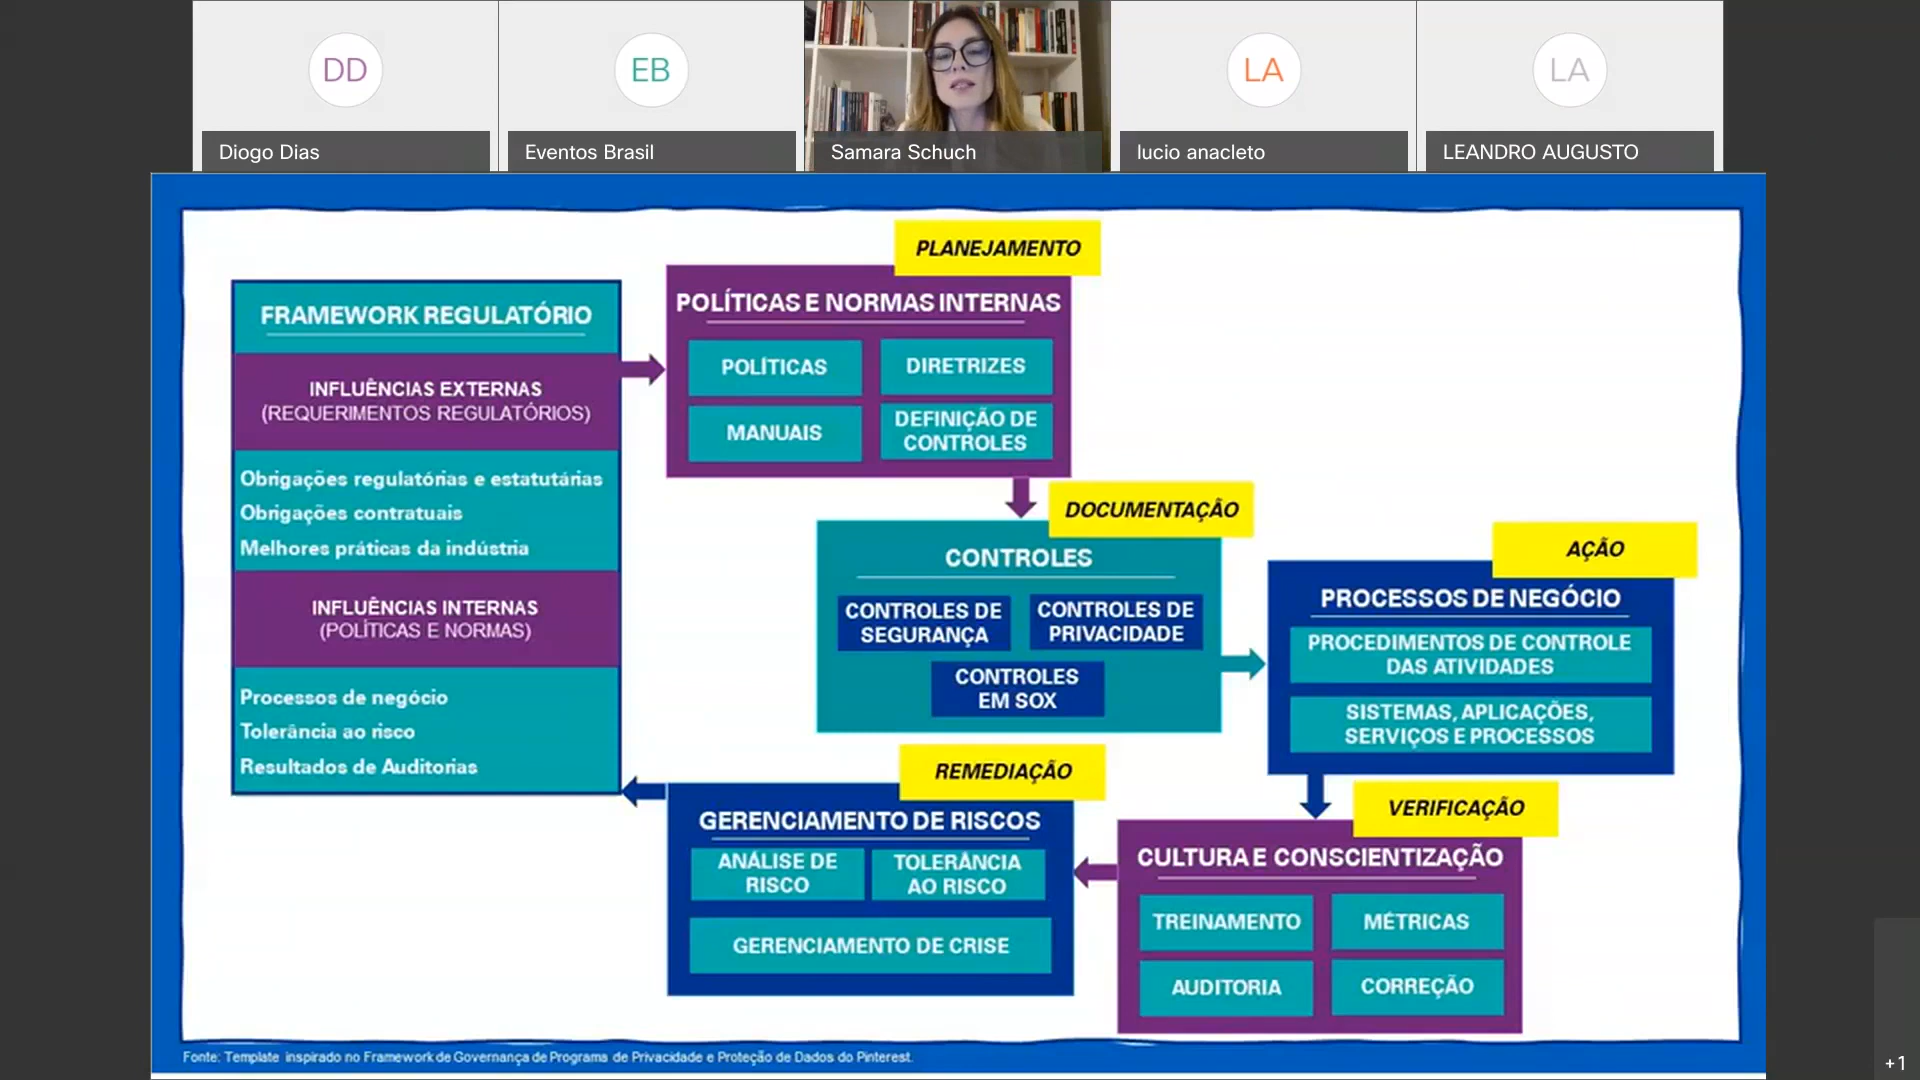 DD
EB
LA
LA
Diogo Dias
Eventos Brasil
Samara Schuch
lucio anacleto
LEANDRO AUGUSTO
FRAMEWORK REGULATÓRIO
INFLUÊNCIAS EXTERNAS
(REQUERIMENTOS REGULATÓRIOS)
Obrigações regulatórias e estatutárias
Obrigações contratuais
Melhores práticas da indústria
INFLUÊNCIAS INTERNAS
(POLÍTICAS E NORMAS)
Processos de negócio
Tolerância ao risco
Resultados de Auditorias
PLANEJAMENTO
POLÍTICAS E NORMAS INTERNAS
POLÍTICAS
DIRETRIZES
MANUAIS
DEFINIÇÃO DE
CONTROLES
DOCUMENTAÇÃO
CONTROLES
CONTROLES DE
SEGURANÇA
CONTROLES DE
PRIVACIDADE
CONTROLES
EM SOX
AÇÃO
PROCESSOS DE NEGÓCIO
PROCEDIMENTOS DE CONTROLE
DAS ATIVIDADES
SISTEMAS, APLICAÇÕES,
SERVIÇOS E PROCESSOS
VERIFICAÇÃO
CULTURA E CONSCIENTIZAÇÃO
TREINAMENTO
MÉTRICAS
AUDITORIA
CORREÇÃO
REMEDIAÇÃO
GERENCIAMENTO DE RISCOS
ANÁLISE DE
RISCO
TOLERÂNCIA
AO RISCO
GERENCIAMENTO DE CRISE
Fonte: Template inspirado no Framework de Governança de Programa de Privacidade e Proteção de Dados do Pinterest.
+1